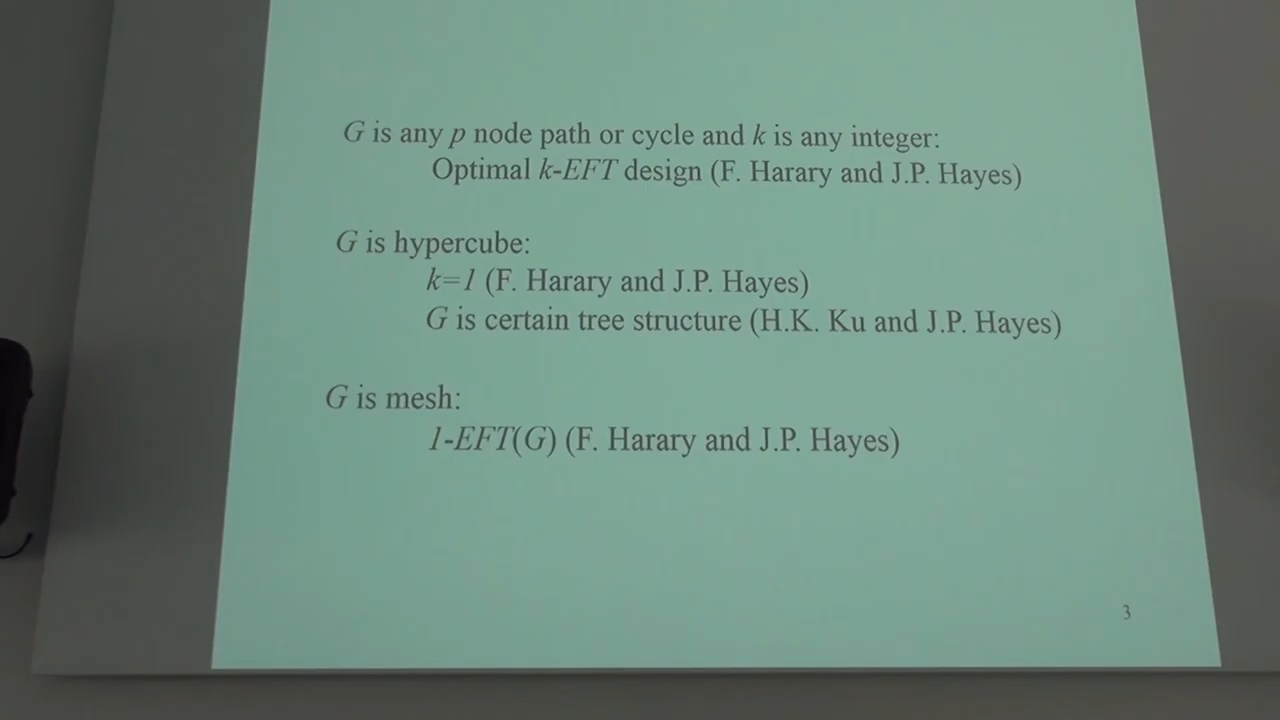 G is any p node path or cycle and k is any integer:
Optimal k-EFT design (F. Harary and J.P. Hayes)
G is hypercube:
k=1 (F. Harary and J.P. Hayes)
G is certain tree structure (H.K. Ku and J.P. Hayes)
G is mesh:
1-EFT(G) (F. Harary and J.P. Hayes)
3